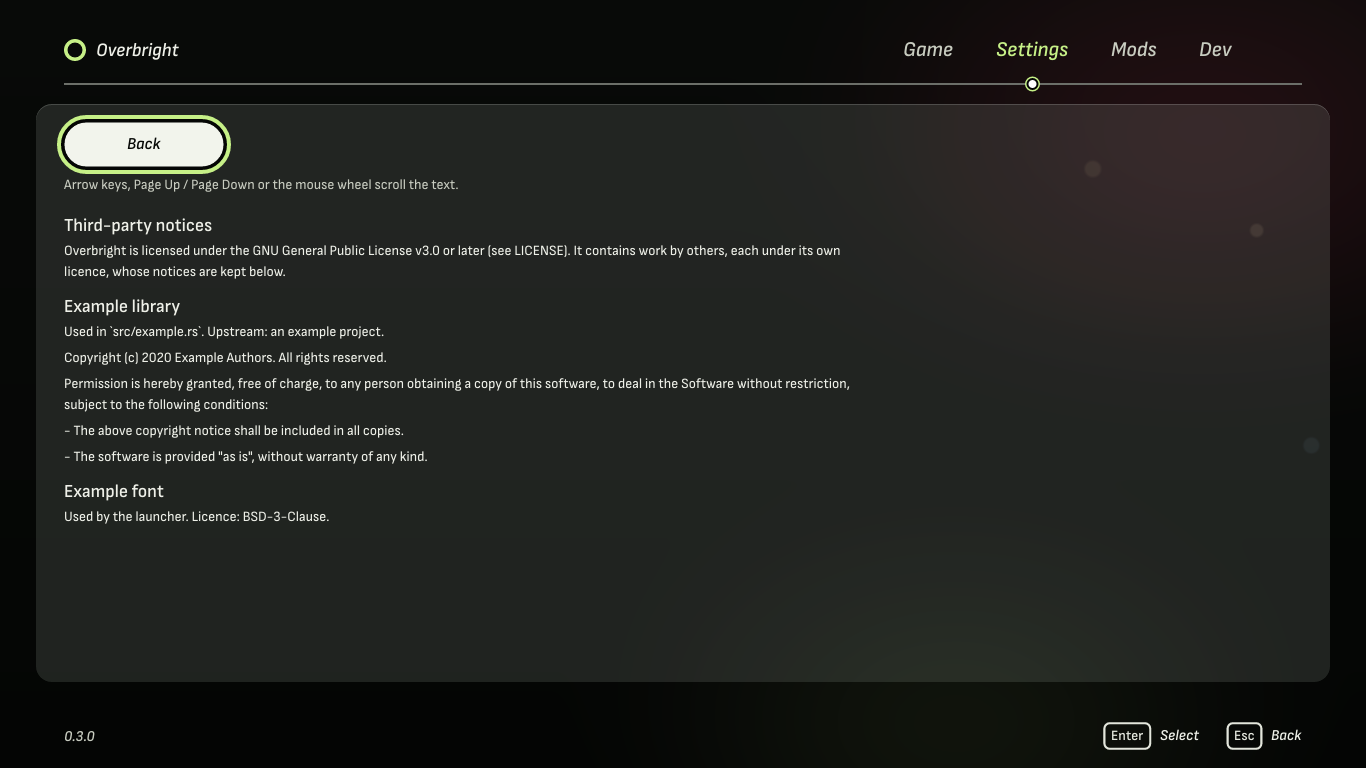 Overbright
Game
Settings
Mods
Dev
Back
Arrow keys, Page Up / Page Down or the mouse wheel scroll the text.
Third-party notices
Overbright is licensed under the GNU General Public License v3.0 or later (see LICENSE). It contains work by others, each under its own
licence, whose notices are kept below.
Example library
Used in `src/example.rs`. Upstream: an example project.
Copyright (c) 2020 Example Authors. All rights reserved.
Permission is hereby granted, free of charge, to any person obtaining a copy of this software, to deal in the Software without restriction,
subject to the following conditions:
- The above copyright notice shall be included in all copies.
- The software is provided "as is", without warranty of any kind.
Example font
Used by the launcher. Licence: BSD-3-Clause.
0.3.0
Enter Select
Esc Back